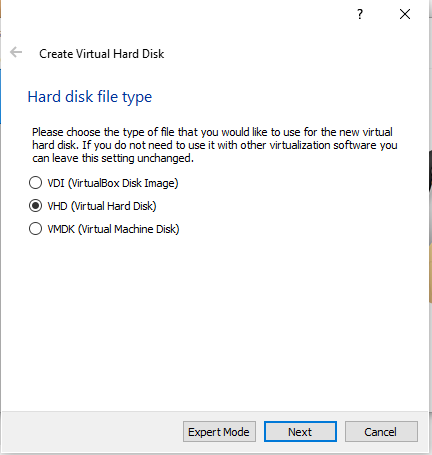 ?
Create Virtual Hard Disk
Hard disk file type
Please choose the type of file that you would like to use for the new virtual
hard disk. If you do not need to use it with other virtualization software you
can leave this setting unchanged.
VDI (VirtualBox Disk Image)
VHD (Virtual Hard Disk)
VMDK (Virtual Machine Disk)
Expert Mode Next Cancel